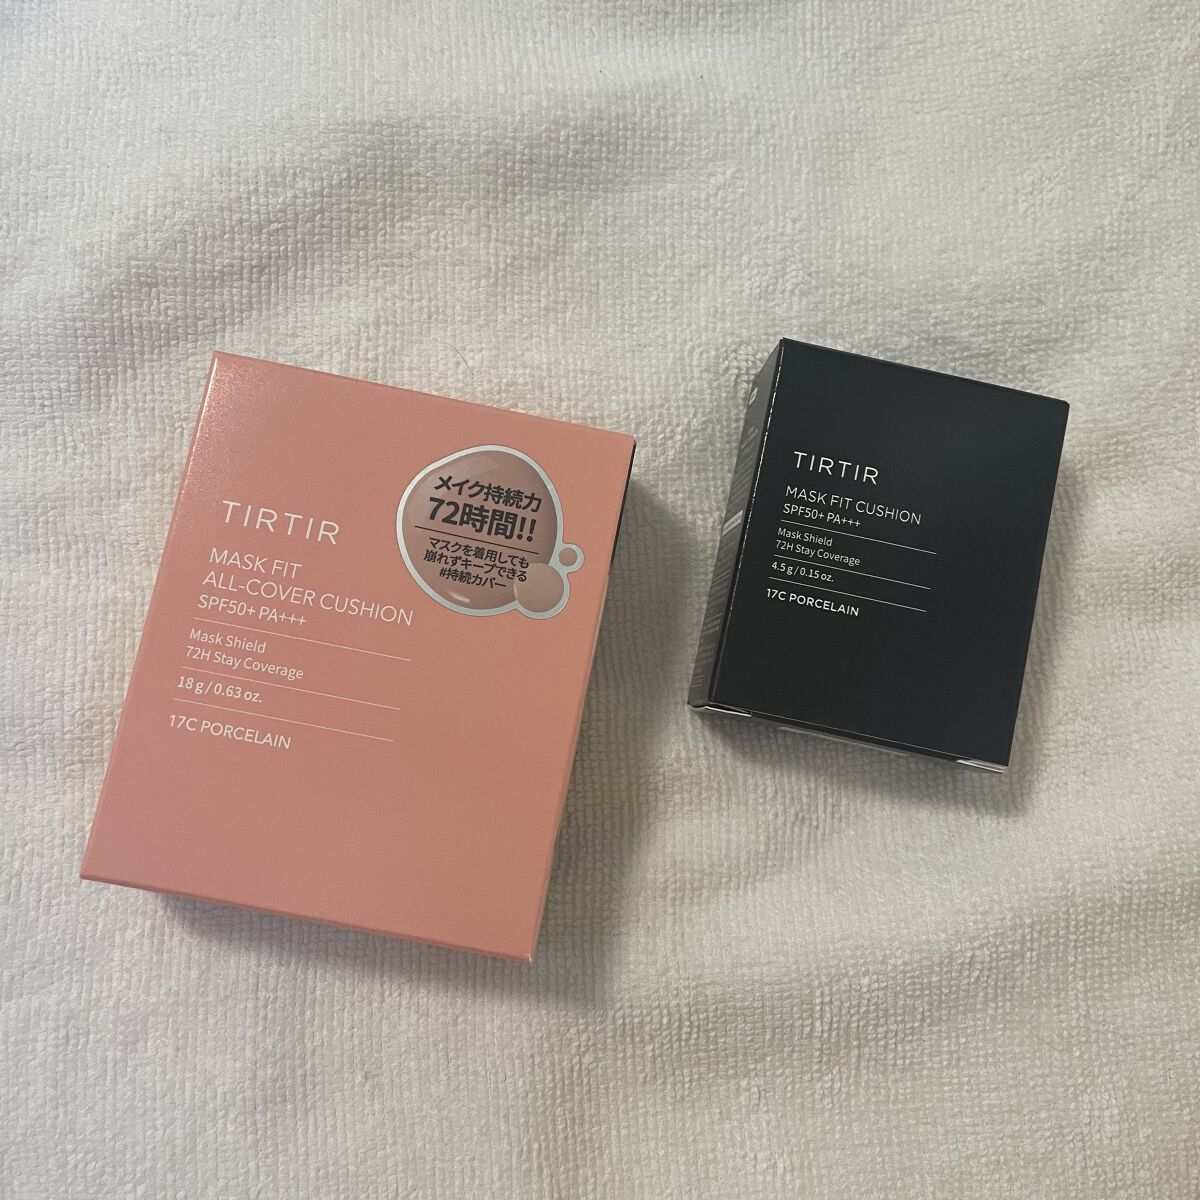 TIRTIR
MASK FIT
ALL-COVER CUSHION
SPF50+ PA+++
Mask Shield
72H Stay Coverage
18 g / 0.63 oz.
17C PORCELAIN
メイク持続力
72時間!!
マスクを着用しても
崩れずキープできる
#持続カバー
TIRTIR
MASK FIT CUSHION
SPF50+ PA+++
Mask Shield
72H Stay Coverage
4.5 g / 0.15 oz.
17C PORCELAIN